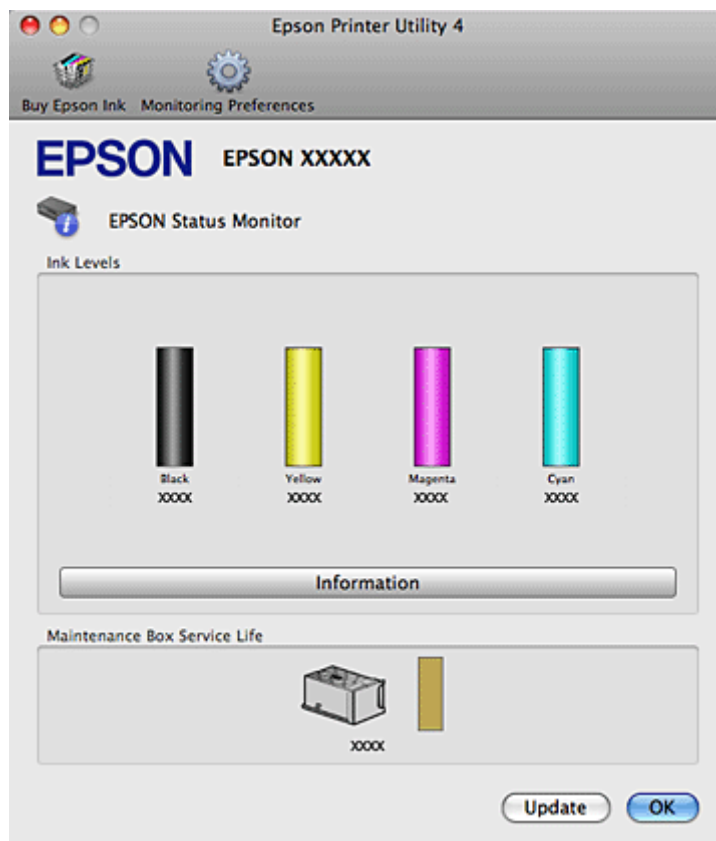 Epson Printer Utility 4
Buy Epson Ink Monitoring Preferences
EPSON EPSON XXXXX
EPSON Status Monitor
Ink Levels
Black Yellow Magenta Cyan
XXXX XXXX XXXX XXXX
Information
Maintenance Box Service Life
XXXX
Update OK